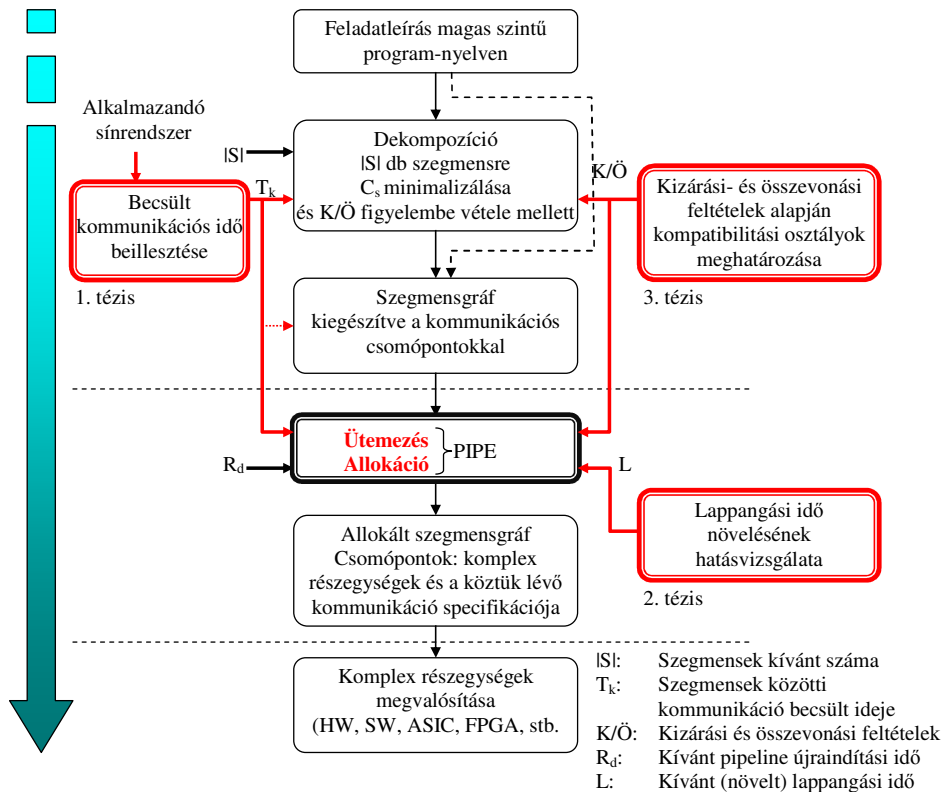 Feladatleírás magas szintű
program-nyelven
Alkalmazandó
sínrendszer
|S|
Dekompozíció
|S| db szegmensre
Cs minimalizálása
és K/Ö figyelembe vétele mellett
Tk
K/Ö
Becsült
kommunikációs idő
beillesztése
1. tézis
Kizárási- és összevonási
feltételek alapján
kompatibilitási osztályok
meghatározása
3. tézis
Szegmensgráf
kiegészítve a kommunikációs
csomópontokkal
Ütemezés
Allokáció
PIPE
Rd
L
Allokált szegmensgráf
Csomópontok: komplex
részegységek és a köztük lévő
kommunikáció specifikációja
Lappangási idő
növelésének
hatásvizsgálata
2. tézis
Komplex részegységek
megvalósítása
(HW, SW, ASIC, FPGA, stb.
|S|: Szegmensek kívánt száma
Tk: Szegmensek közötti
kommunikáció becsült ideje
K/Ö: Kizárási és összevonási feltételek
Rd: Kívánt pipeline újraindítási idő
L: Kívánt (növelt) lappangási idő